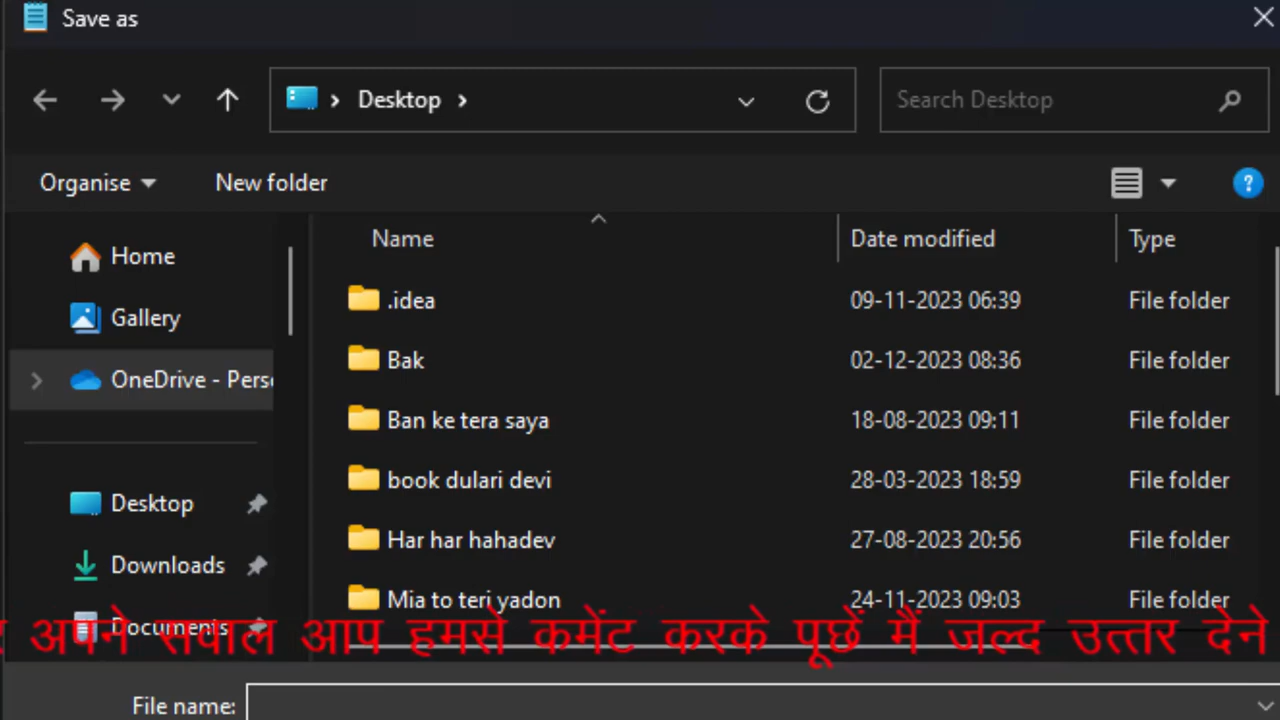 Save as
Desktop
Search Desktop
Organise
New folder
Name
Date modified
Type
Home
Gallery
OneDrive - Pers
Desktop
Downloads
Documents
.idea 09-11-2023 06:39 File folder
Bak 02-12-2023 08:36 File folder
Ban ke tera saya 18-08-2023 09:11 File folder
book dulari devi 28-03-2023 18:59 File folder
Har har hahadev 27-08-2023 20:56 File folder
Mia to teri yadon 24-11-2023 09:03 File folder
अपने सवाल आप हमसे कमेंट करके पूछें मैं जल्द उत्तर देने
File name: